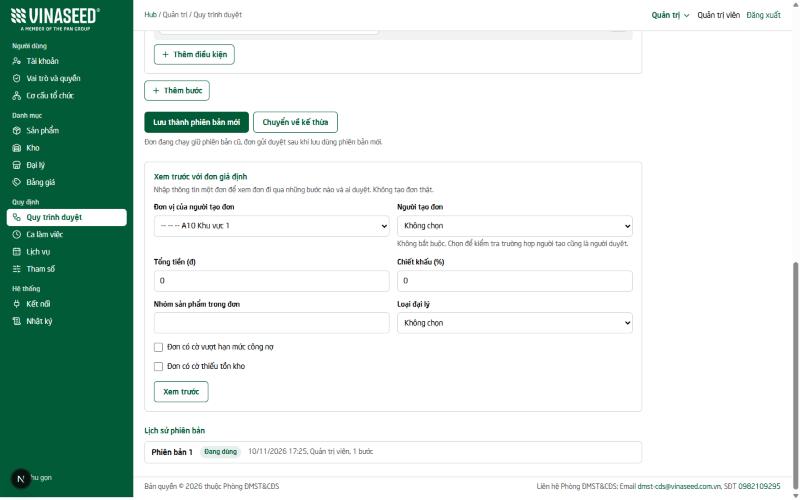 VINASEED
A MEMBER OF THE PAN GROUP
Người dùng
Tài khoản
Vai trò và quyền
Cơ cấu tổ chức
Danh mục
Sản phẩm
Kho
Đại lý
Bảng giá
Quy định
Quy trình duyệt
Ca làm việc
Lịch vụ
Tham số
Hệ thống
Kết nối
Nhật ký
N
hu gọn
Hub / Quản trị / Quy trình duyệt
Quản trị Quản trị viên Đăng xuất
+ Thêm điều kiện
+ Thêm bước
Lưu thành phiên bản mới Chuyển về kế thừa
Đơn đang chạy giữ phiên bản cũ, đơn gửi duyệt sau khi lưu dùng phiên bản mới.
Xem trước với đơn giả định
Nhập thông tin một đơn để xem đơn đi qua những bước nào và ai duyệt. Không tạo đơn thật.
Đơn vị của người tạo đơn Người tạo đơn
-- -- -- A10 Khu vực 1 Không chọn
Không bắt buộc. Chọn để kiểm tra trường hợp người tạo cũng là người duyệt.
Tổng tiền (đ) Chiết khấu (%)
0 0
Nhóm sản phẩm trong đơn Loại đại lý
Không chọn
Đơn có cờ vượt hạn mức công nợ
Đơn có cờ thiếu tồn kho
Xem trước
Lịch sử phiên bản
Phiên bản 1 Đang dùng 10/11/2026 17:25, Quản trị viên, 1 bước
Bản quyền © 2026 thuộc Phòng ĐMST&CĐS Liên hệ Phòng ĐMST&CĐS: Email dmst-cds@vinaseed.com.vn, SĐT 0982109295